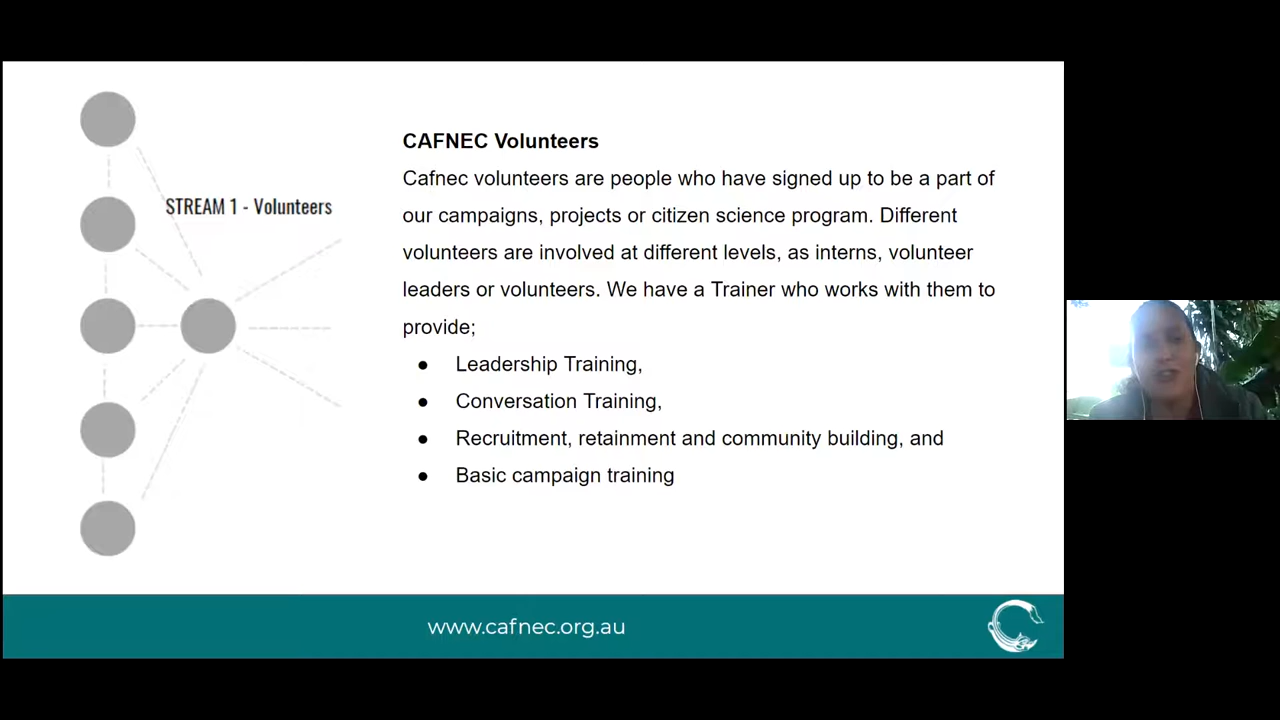 STREAM 1 - Volunteers
CAFNEC Volunteers
Cafnec volunteers are people who have signed up to be a part of
our campaigns, projects or citizen science program. Different
volunteers are involved at different levels, as interns, volunteer
leaders or volunteers. We have a Trainer who works with them to
provide;
● Leadership Training,
● Conversation Training,
● Recruitment, retainment and community building, and
● Basic campaign training
www.cafnec.org.au